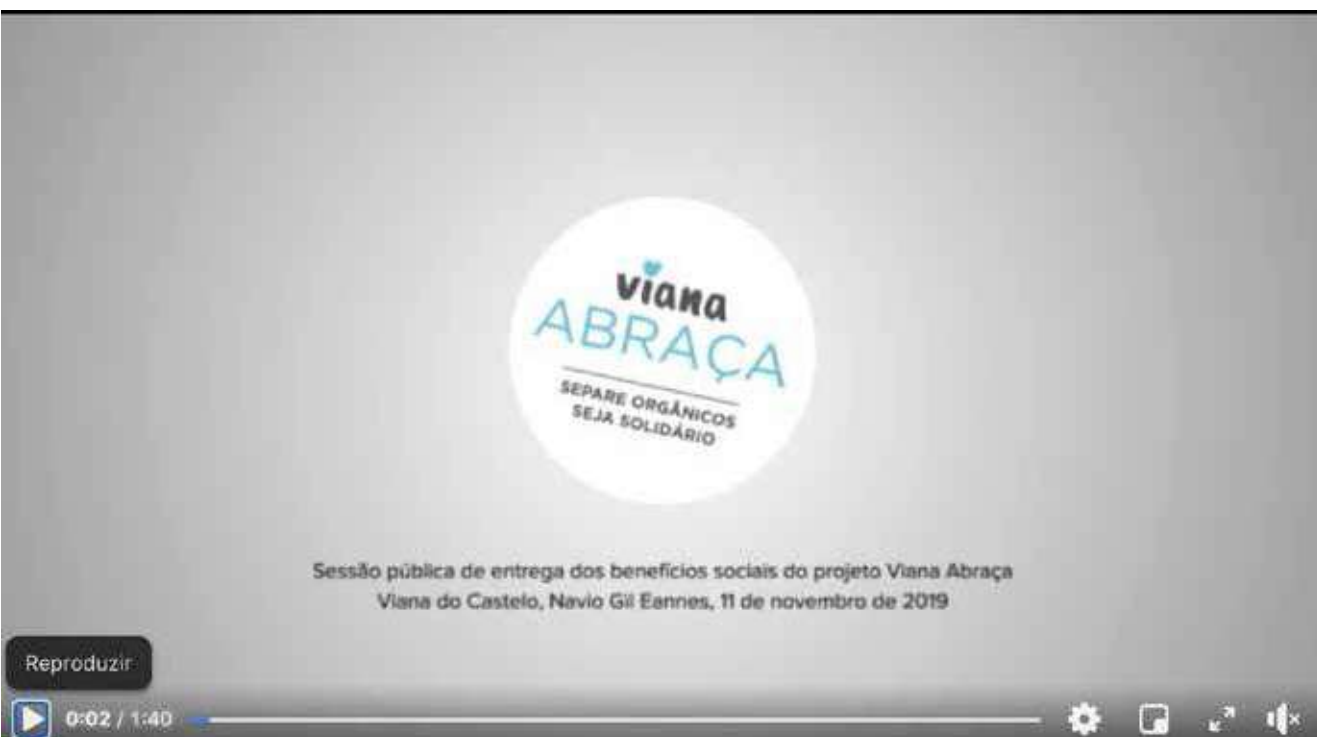 viana
ABRAÇA
SEPARE ORGÂNICOS
SEJA SOLIDÁRIO
Sessão pública de entrega dos benefícios sociais do projeto Viana Abraça
Viana do Castelo, Navio Gil Eannes, 11 de novembro de 2019
Reproduzir
0:02 / 1:40